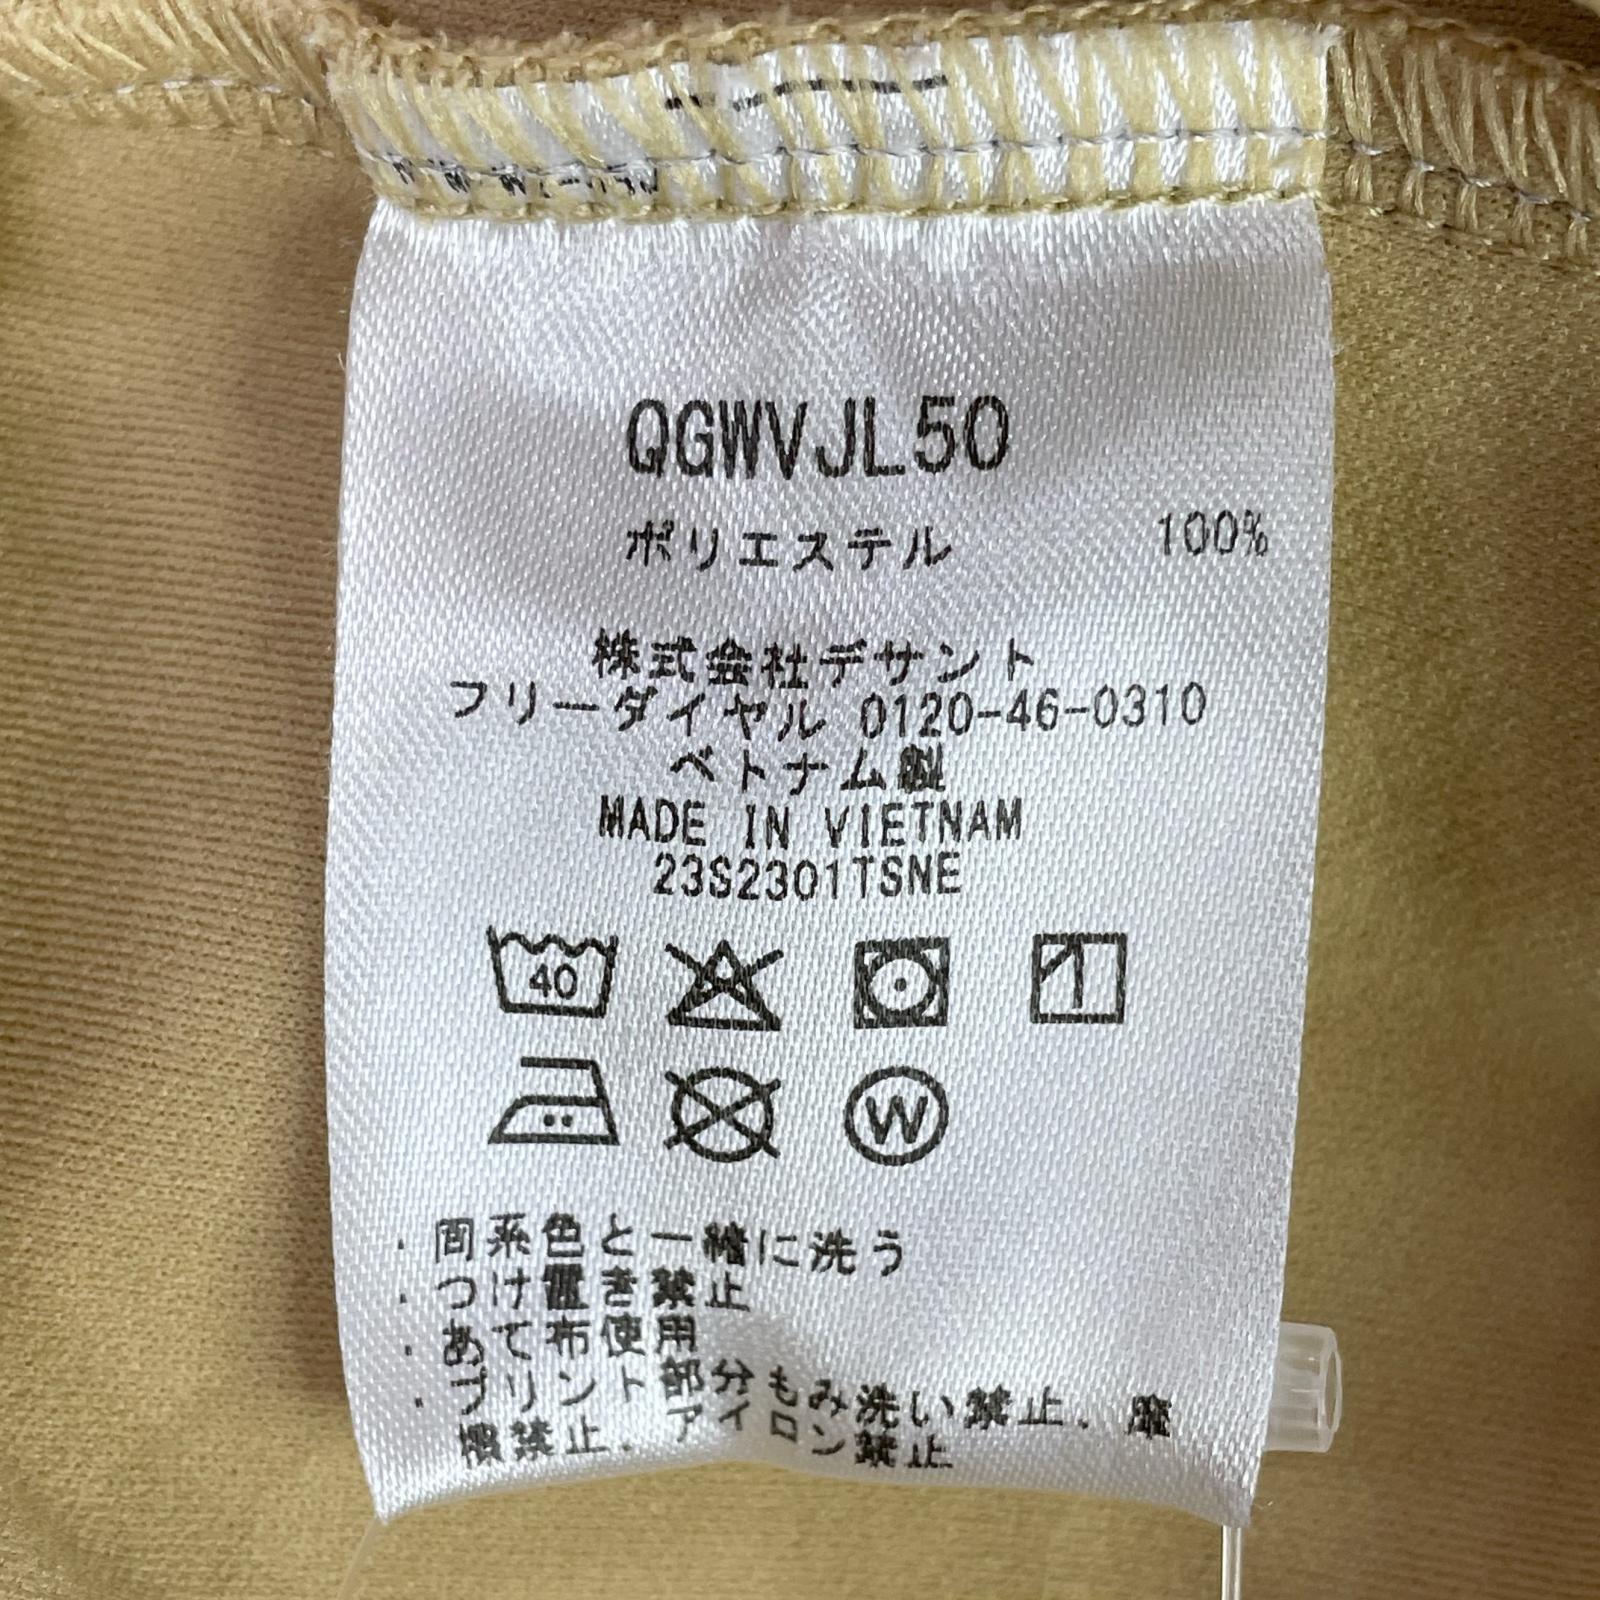 QGWVJL50
ポリエステル 100%
株式会社デサント
フリーダイヤル 0120-46-0310
ベトナム製
MADE IN VIETNAM
23S2301TSNE
40
W
・同系色と一緒に洗う
・つけ置き禁止
・あて布使用
・プリント部分もみ洗い禁止、摩
擦禁止、アイロン禁止